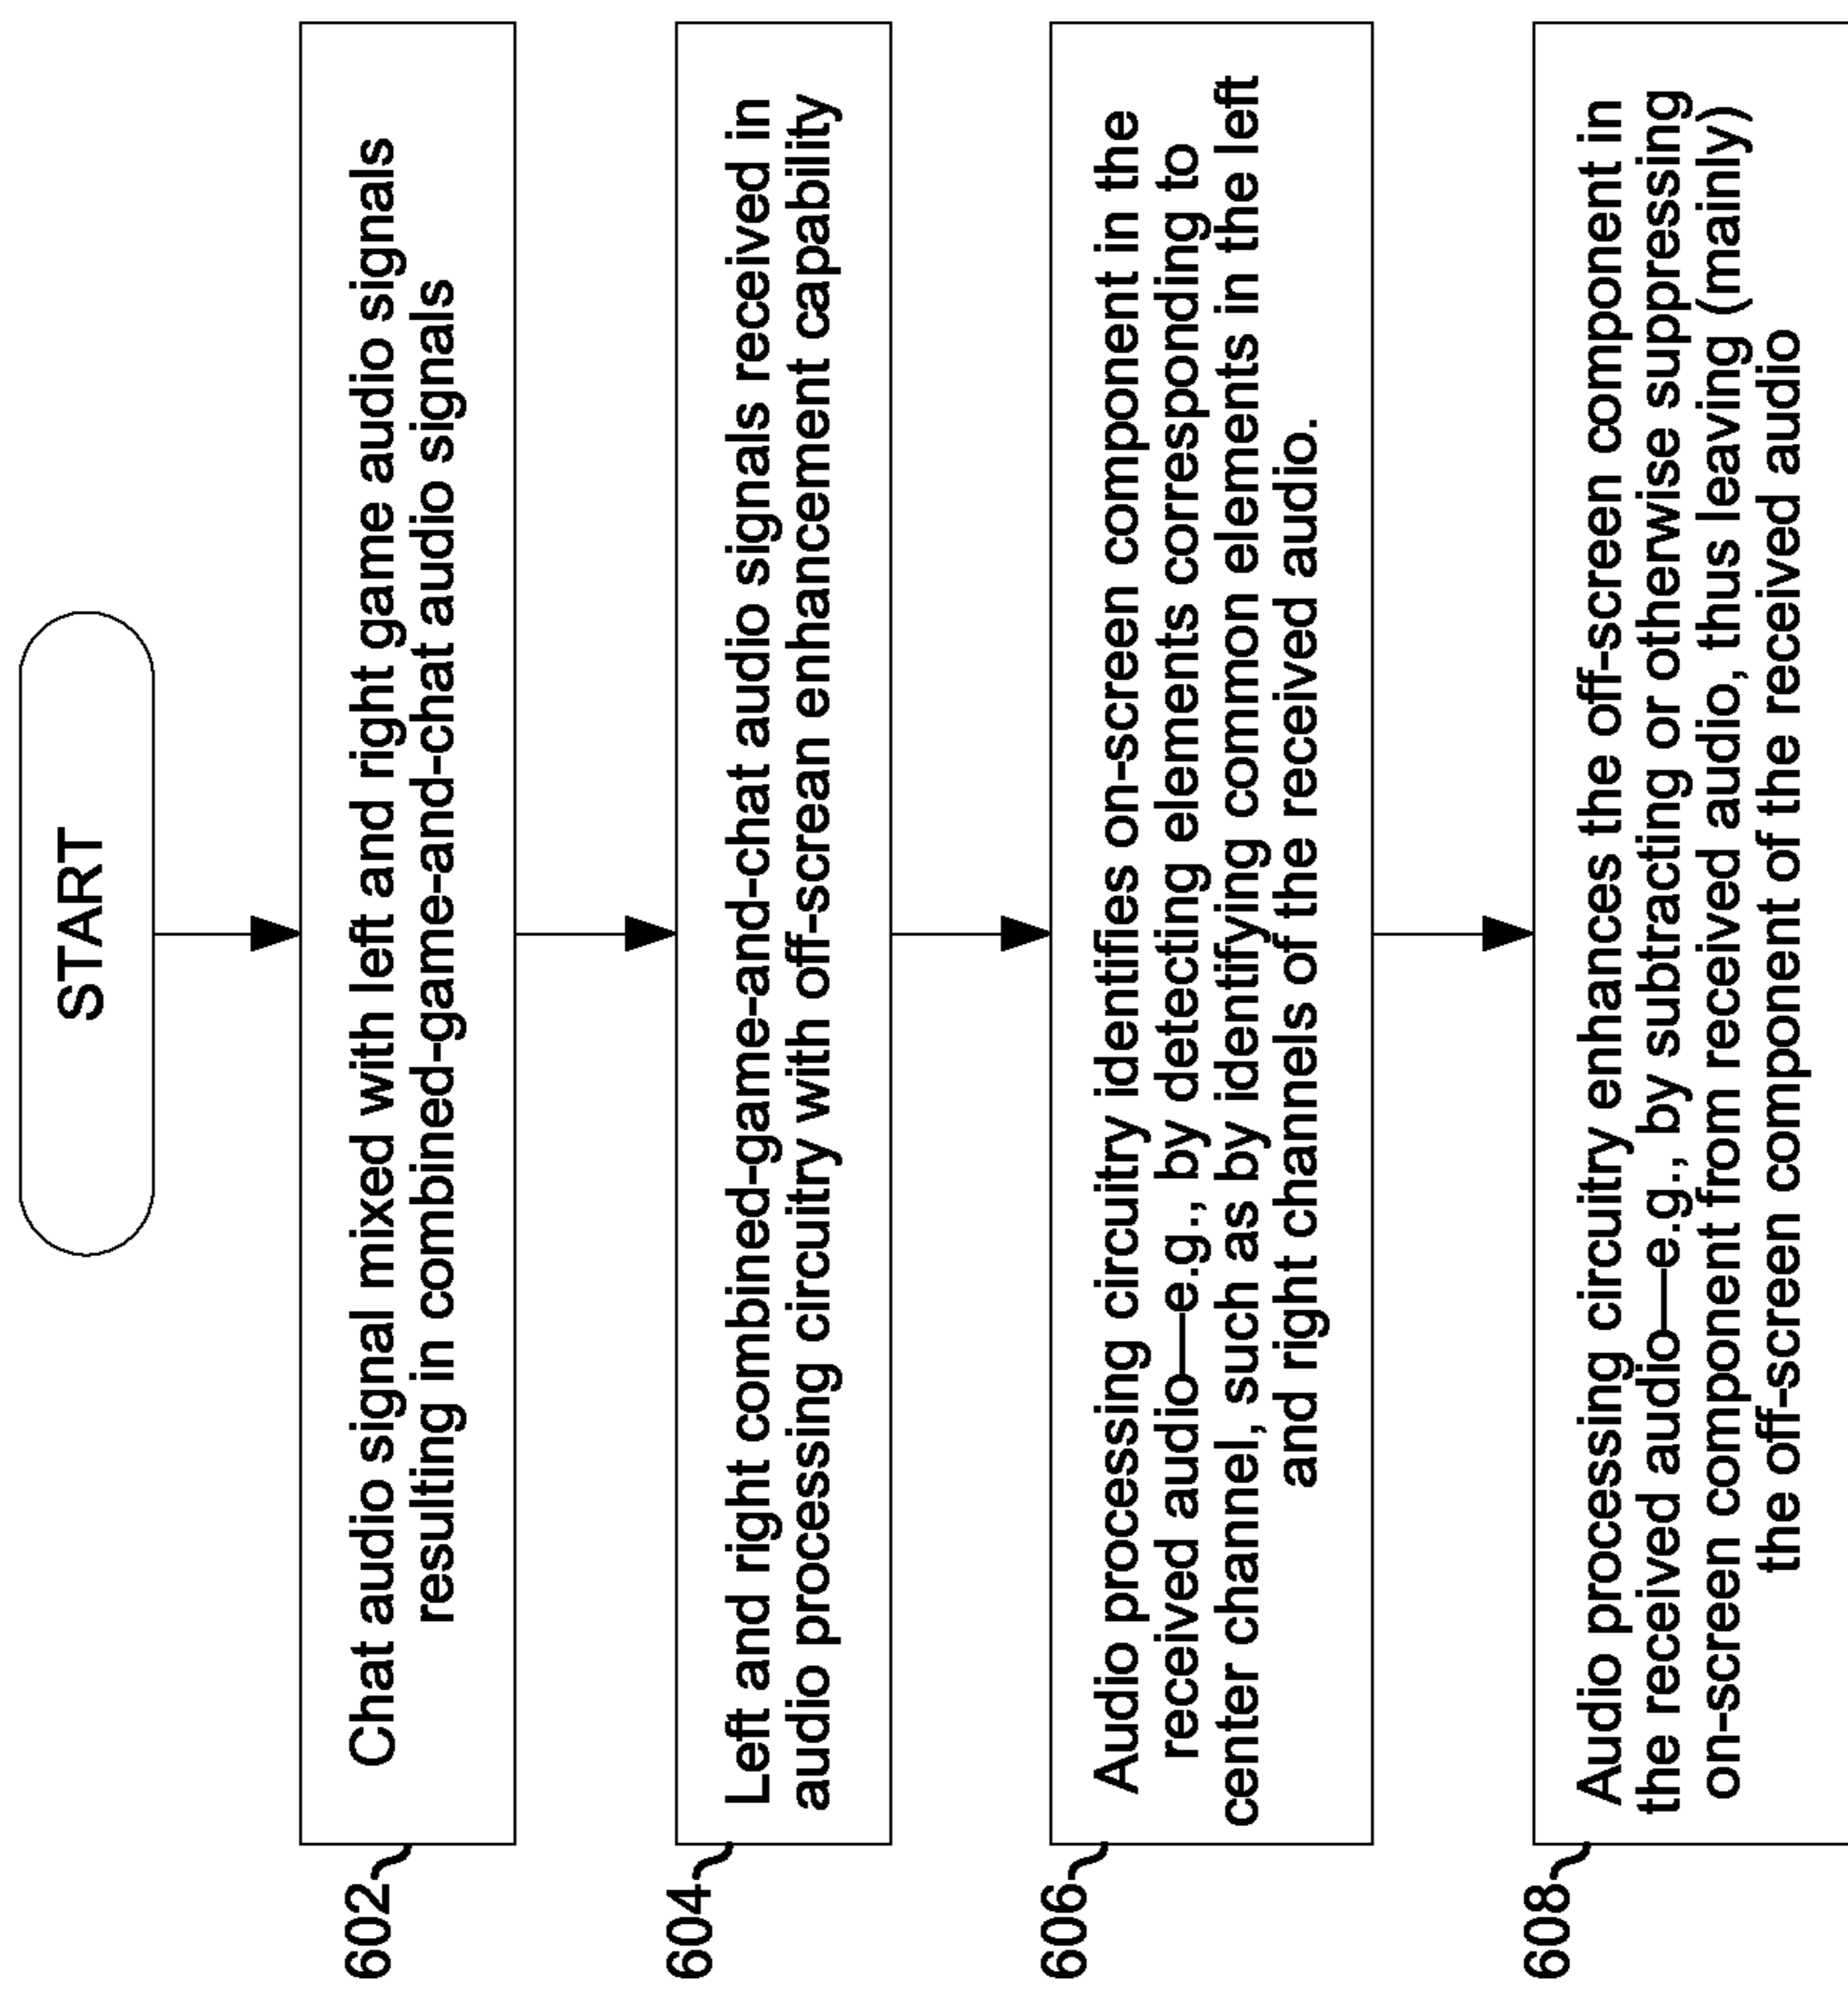 START
602
Chat audio signal mixed with left and right game audio signals
resulting in combined-game-and-chat audio signals
604
Left and right combined-game-and-chat audio signals received in
audio processing circuitry with off-screan enhancement capability
606
Audio processing circuitry identifies on-screen component in the
received audio—e.g., by detecting elements corresponding to
center channel, such as by identifying common elements in the left
and right channels of the received audio.
608
Audio processing circuitry enhances the off-screen component in
the received audio—e.g., by subtracting or otherwise suppressing
on-screen component from received audio, thus leaving (mainly)
the off-screen component of the received audio